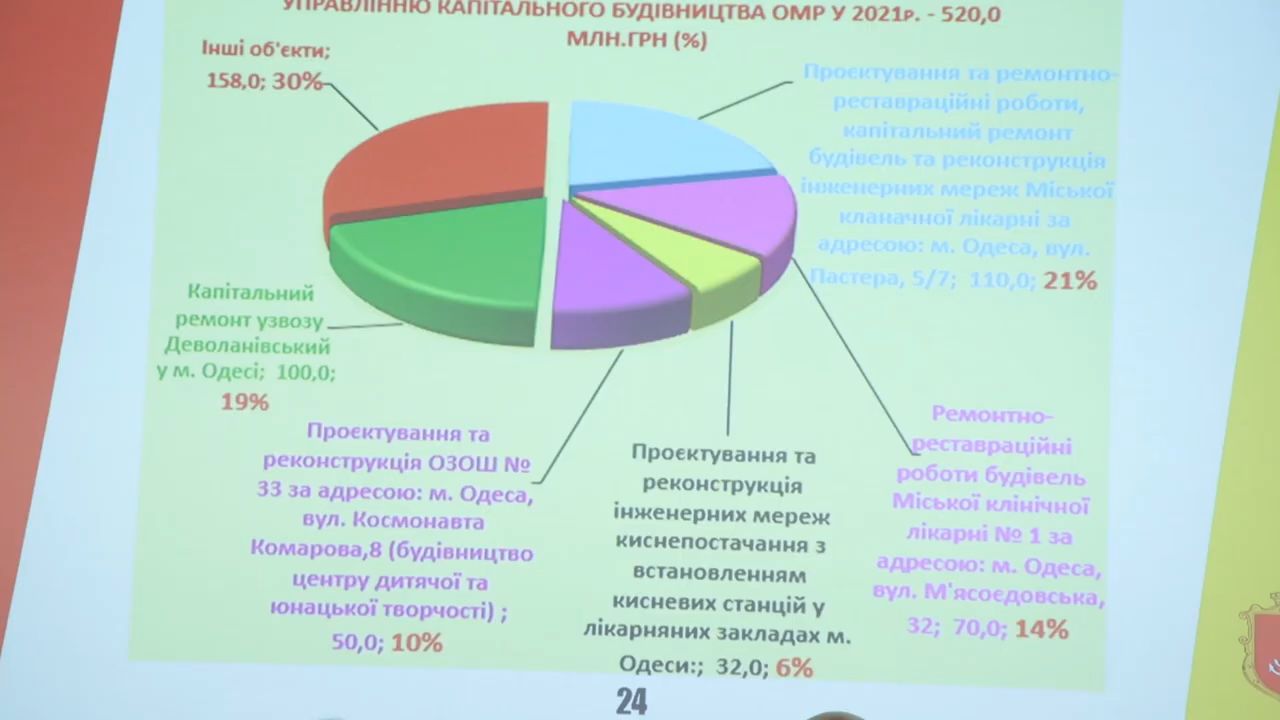 УПРАВЛІННЮ КАПІТАЛЬНОГО БУДІВНИЦТВА ОМР У 2021р. - 520,0
МЛН.ГРН (%)
Інші об'єкти;
158,0; 30%
Проєктування та ремонтно-
реставраційні роботи,
капітальний ремонт
будівель та реконструкція
інженерних мереж Міської
кланачної лікарні за
адресою: м. Одеса, вул.
Пастера, 5/7; 110,0; 21%
Капітальний
ремонт узвозу
Деволанівський
у м. Одесі; 100,0;
19%
Проєктування та
реконструкція ОЗОШ №
33 за адресою: м. Одеса,
вул. Космонавта
Комарова,8 (будівництво
центру дитячої та
юнацької творчості) ;
50,0; 10%
Проєктування та
реконструкція
інженерних мереж
киснепостачання з
встановленням
кисневих станцій у
лікарняних закладах м.
Одеси:; 32,0; 6%
Ремонтно-
реставраційні
роботи будівель
Міської клінічної
лікарні № 1 за
адресою: м. Одеса,
вул. М'ясоєдовська,
32; 70,0; 14%
24